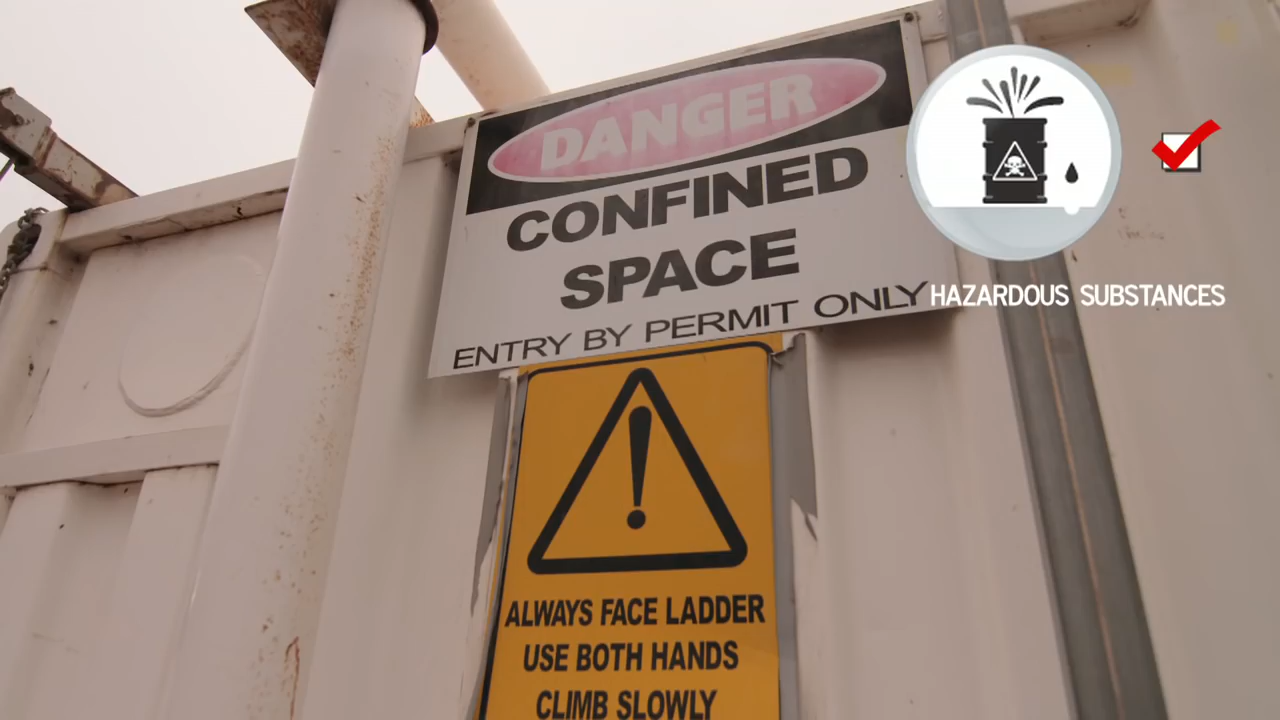 DANGER
CONFINED
SPACE
ENTRY BY PERMIT ONLY
HAZARDOUS SUBSTANCES
ALWAYS FACE LADDER
USE BOTH HANDS
CLIMB SLOWLY